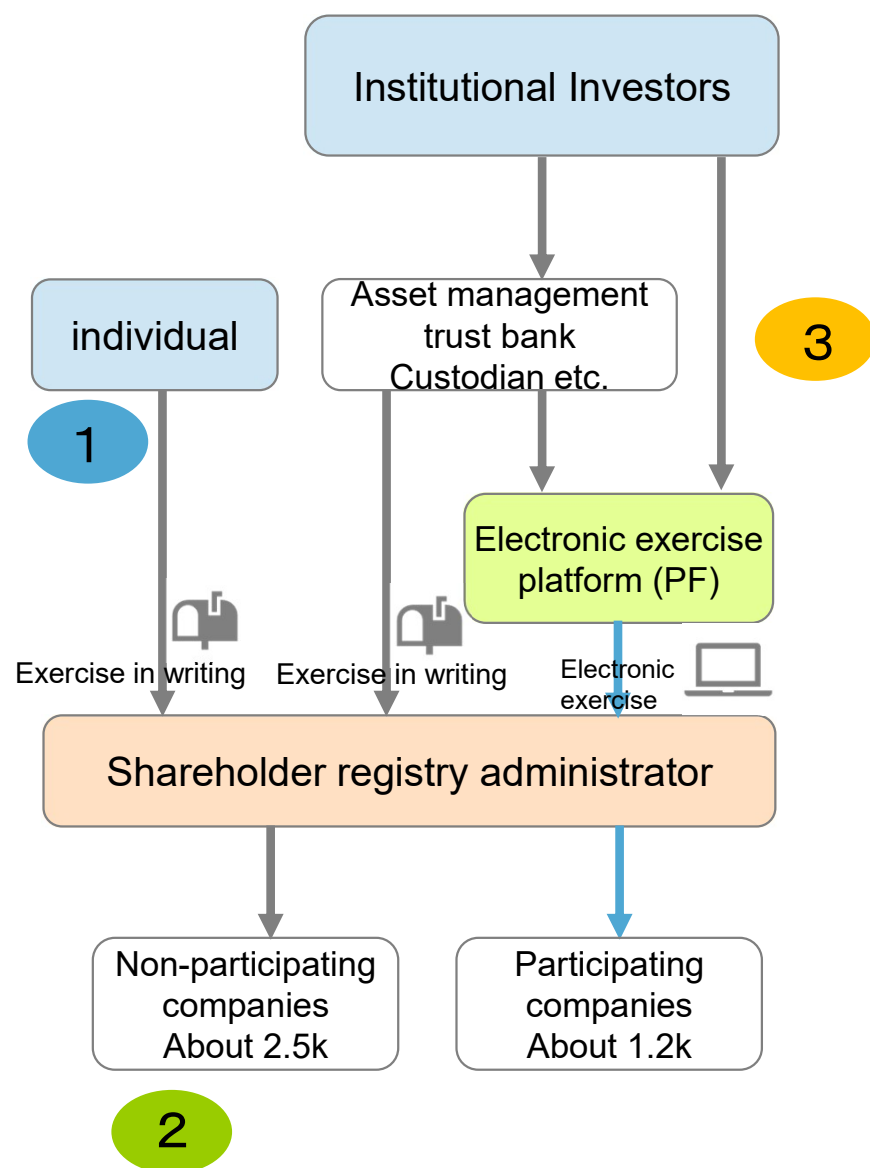 Institutional Investors
Asset management
trust bank
Custodian etc.
individual
3
1
Electronic exercise
platform (PF)
Exercise in writing
Exercise in writing
Electronic
exercise
Shareholder registry administrator
Non-participating
companies
About 2.5k
Participating
companies
About 1.2k
2